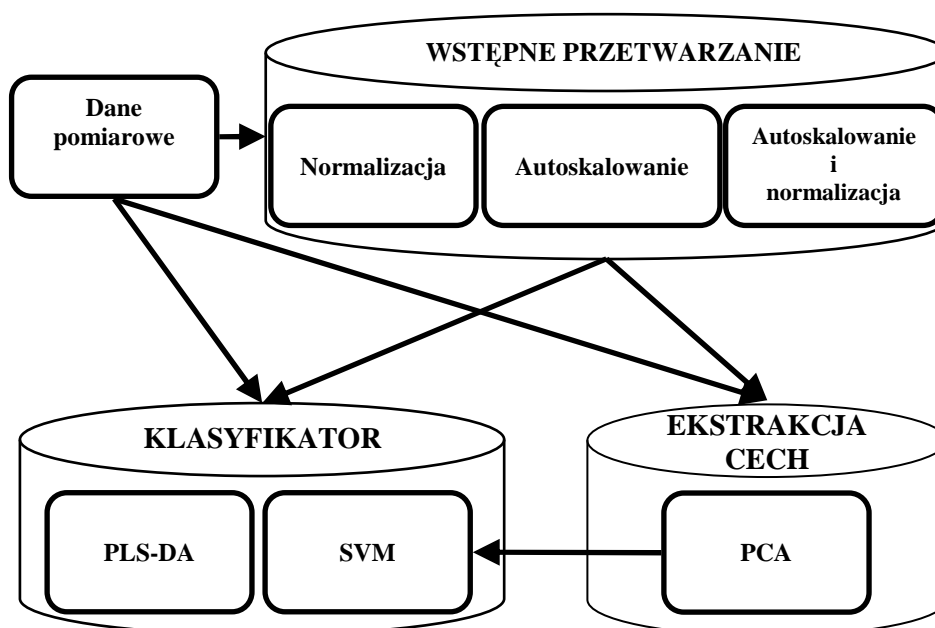 WSTĘPNE PRZETWARZANIE
Dane
pomiarowe
Normalizacja
Autoskalowanie
Autoskalowanie
i
normalizacja
KLASYFIKATOR
EKSTRAKCJA
CECH
PLS-DA
SVM
PCA